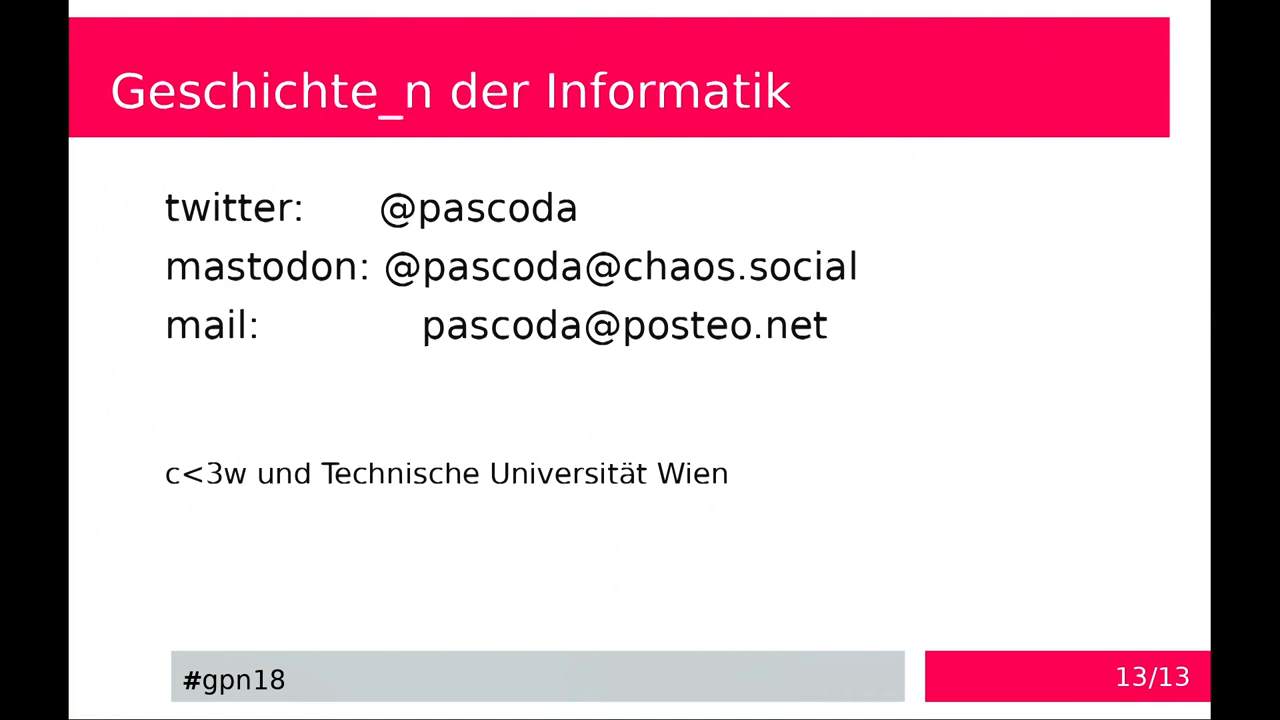 Geschichte_n der Informatik
twitter: @pascoda
mastodon: @pascoda@chaos.social
mail: pascoda@posteo.net
c<3w und Technische Universität Wien
#gpn18
13/13